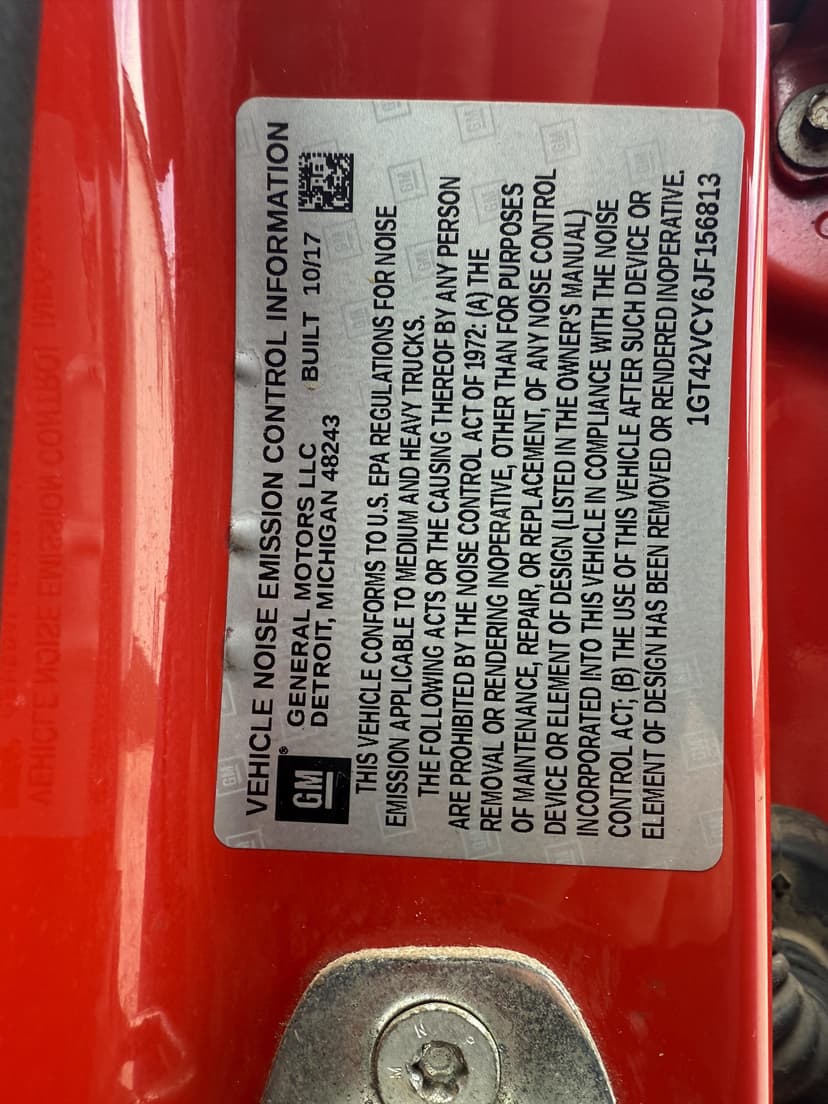 VEHICLE NOISE EMISSION CONTROL INFORMATION
GM®
GENERAL MOTORS LLC
DETROIT, MICHIGAN 48243
BUILT 10/17
THIS VEHICLE CONFORMS TO U.S. EPA REGULATIONS FOR NOISE
EMISSION APPLICABLE TO MEDIUM AND HEAVY TRUCKS.
THE FOLLOWING ACTS OR THE CAUSING THEREOF BY ANY PERSON
ARE PROHIBITED BY THE NOISE CONTROL ACT OF 1972: (A) THE
REMOVAL OR RENDERING INOPERATIVE, OTHER THAN FOR PURPOSES
OF MAINTENANCE, REPAIR, OR REPLACEMENT, OF ANY NOISE CONTROL
DEVICE OR ELEMENT OF DESIGN (LISTED IN THE OWNER'S MANUAL)
INCORPORATED INTO THIS VEHICLE IN COMPLIANCE WITH THE NOISE
CONTROL ACT; (B) THE USE OF THIS VEHICLE AFTER SUCH DEVICE OR
ELEMENT OF DESIGN HAS BEEN REMOVED OR RENDERED INOPERATIVE.
1GT42VCY6JF156813
M N 6